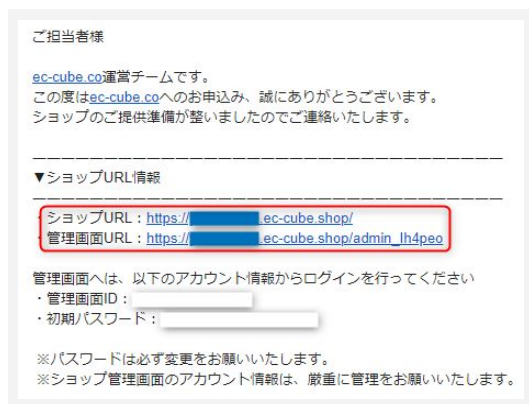 ご担当者様
ec-cube.co運営チームです。
この度はec-cube.coへのお申込み、誠にありがとうございます。
ショップのご提供準備が整いましたのでご連絡いたします。
————————————————————————————
▼ショップURL情報
————————————————————————————
・ショップURL：https:// .ec-cube.shop/
・管理画面URL：https:// .ec-cube.shop/admin_lh4peo
管理画面へは、以下のアカウント情報からログインを行ってください
・管理画面ID：
・初期パスワード：
※パスワードは必ず変更をお願いいたします。
※ショップ管理画面のアカウント情報は、厳重に管理をお願いいたします。